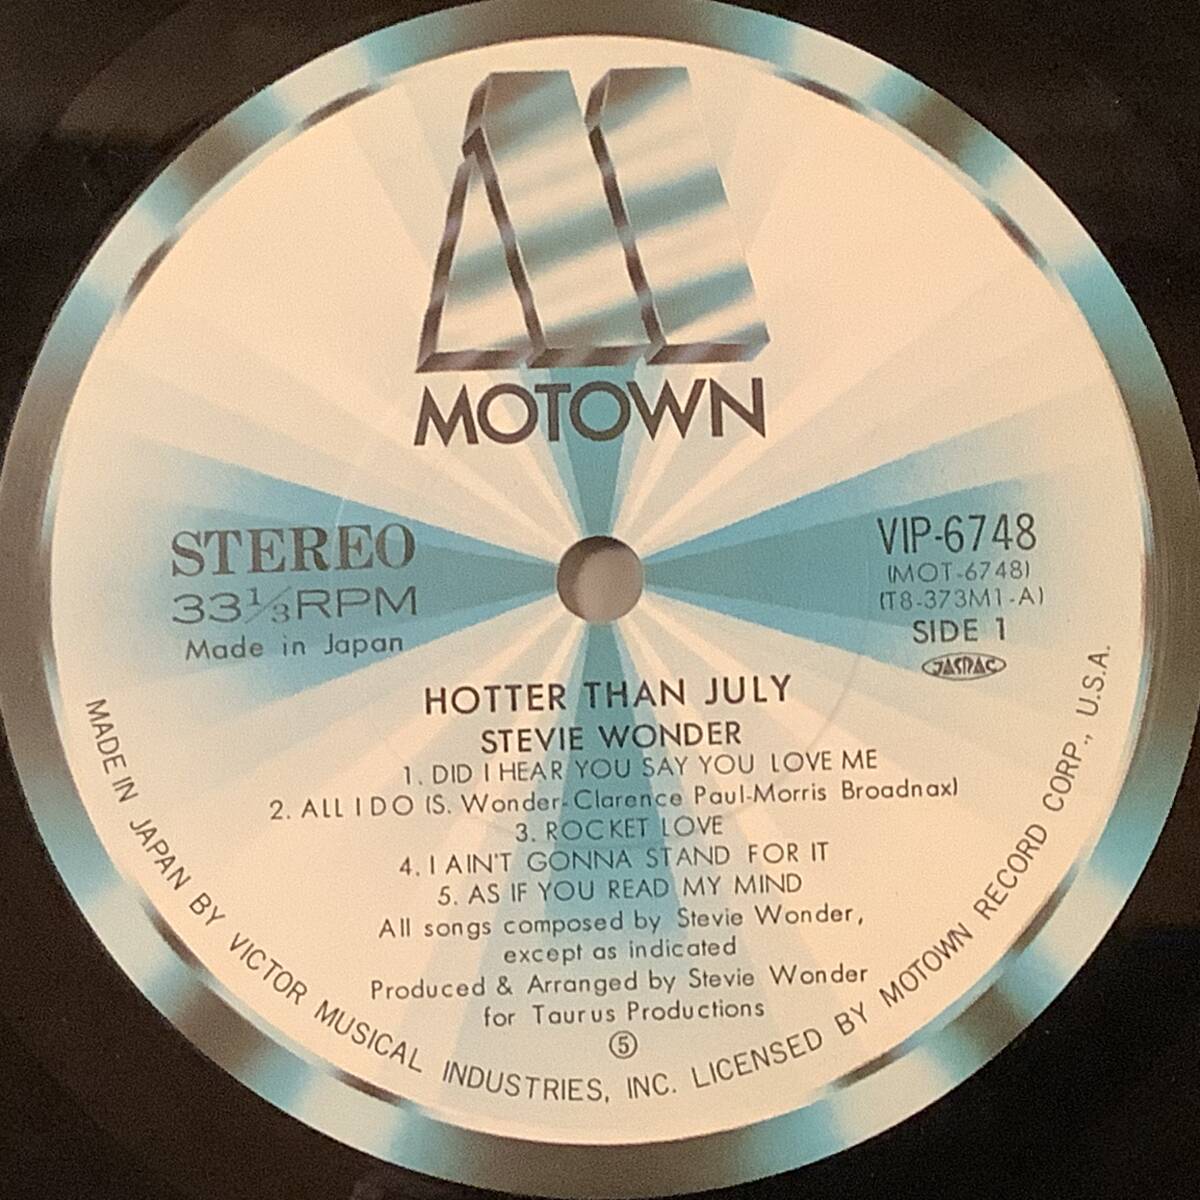 MOTOWN
STEREO
33⅓RPM
Made in Japan
VIP-6748
(MOT-6748)
(T8-373M1-A)
SIDE 1
JASRAC
HOTTER THAN JULY
STEVIE WONDER
1. DID I HEAR YOU SAY YOU LOVE ME
2. ALL I DO (S. Wonder-Clarence Paul-Morris Broadnax)
3. ROCKET LOVE
4. I AIN'T GONNA STAND FOR IT
5. AS IF YOU READ MY MIND
All songs composed by Stevie Wonder,
except as indicated
Produced & Arranged by Stevie Wonder
for Taurus Productions
⑤
MADE IN JAPAN BY VICTOR MUSICAL INDUSTRIES, INC. LICENSED BY MOTOWN RECORD CORP., U.S.A.